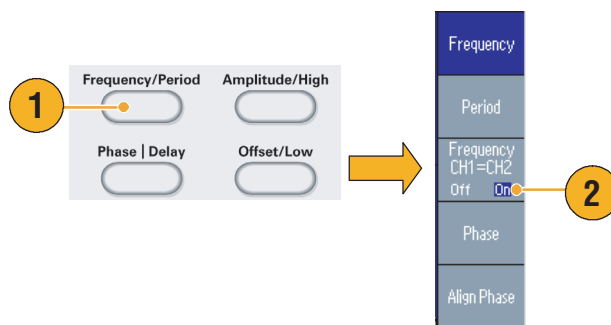 Frequency/Period Amplitude/High
1
Phase | Delay Offset/Low
Frequency
Period
Frequency
CH1=CH2
Off On
2
Phase
Align Phase